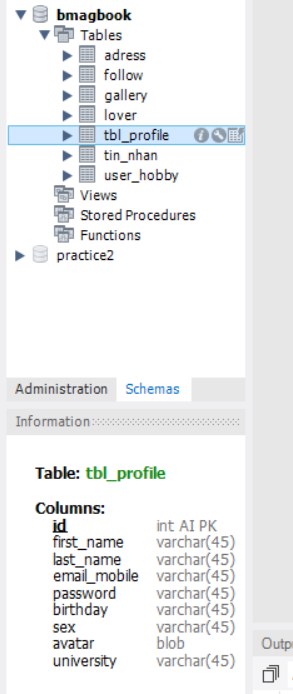 bmagbook
Tables
adress
follow
gallery
lover
tbl_profile
tin_nhan
user_hobby
Views
Stored Procedures
Functions
practice2
Administration Schemas
Information
Table: tbl_profile
Columns:
id int AI PK
first_name varchar(45)
last_name varchar(45)
email_mobile varchar(45)
password varchar(45)
birthday varchar(45)
sex varchar(45)
avatar blob
university varchar(45)
Outp